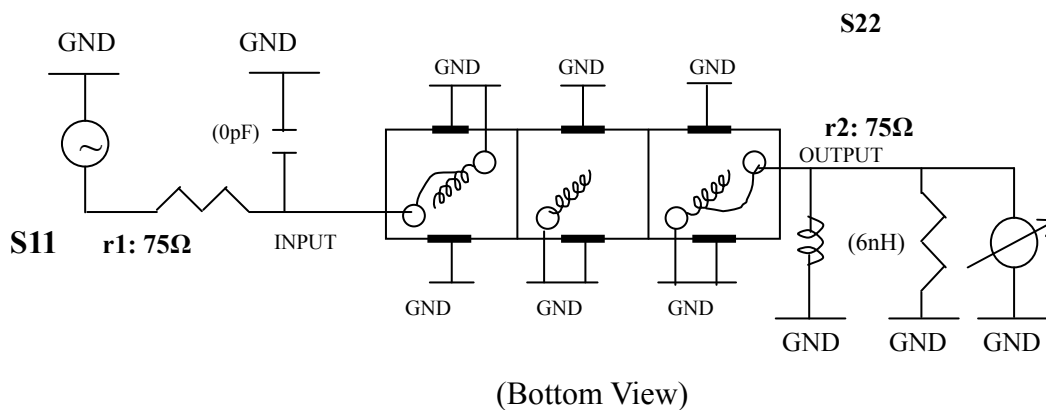 S22
GND
GND
GND
GND
GND
(0pF)
r2: 75Ω
OUTPUT
S11
r1: 75Ω
INPUT
(6nH)
GND
GND
GND
GND
GND
GND
(Bottom View)